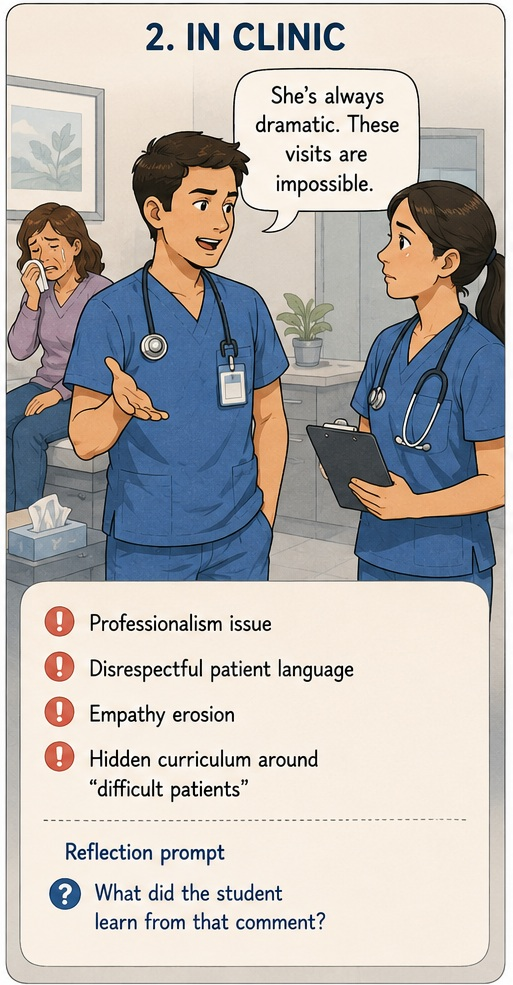 2. IN CLINIC
She's always
dramatic. These
visits are
impossible.
! Professionalism issue
! Disrespectful patient language
! Empathy erosion
! Hidden curriculum around
“difficult patients”
Reflection prompt
? What did the student
learn from that comment?